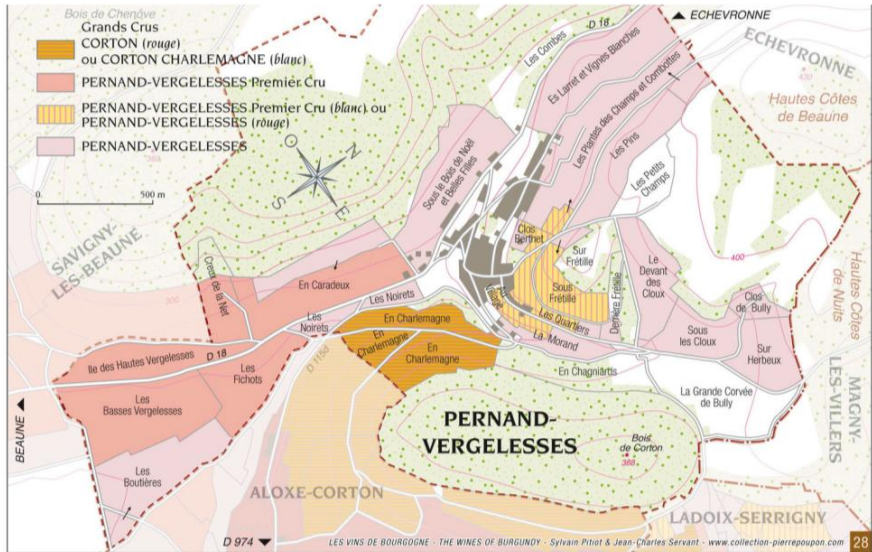 Bois de Chenôve
Grands Crus
CORTON (rouge)
ou CORTON CHARLEMAGNE (blanc)
PERNAND-VERGELESSES Premier Cru
PERNAND-VERGELESSES Premier Cru (blanc) ou
PERNAND-VERGELESSES (rouge)
PERNAND-VERGELESSES
0.
500 m
O
N
S
E
D 18
ECHEVRONNE
ECHEVRONNE
Hautes Côtes
de Beaune
Les Combes
Es Larret et Vignes Blanches
Les Plantes des Champs et Combottes
Les Pins
Les Petits
Champs
Sous le Bois de Noël
et Belles Filles
Clos
Berthet
Sur
Frétille
Sous
Frétille
Derrière Frétille
Le
Devant
des
Cloux
400
Hautes Côtes
de Nuits
SAVIGNY-
LES-BEAUNE
300
Creux de la Net
En Caradeux
Les Noirets
Les
Noirets
Au
Village
Les Quartiers
La Morand
Sous
les Cloux
Clos
de Bully
Sur
Herbeux
En Charlemagne
En
Charlemagne
En
Charlemagne
En Chagniârtis
La Grande Corvée
de Bully
MAGNY-
LES-VILLERS
Ile des Hautes Vergelesses
D 18
Les
Fichots
D 115d
Les
Basses Vergelesses
BEAUNE
Les
Boutières
PERNAND-
VERGELESSES
Bois
de Corton
388
ALOXE-CORTON
LADOIX-SERRIGNY
D 974
LES VINS DE BOURGOGNE - THE WINES OF BURGUNDY - Sylvain Pitiot & Jean-Charles Servant - www.collection-pierrepoupon.com
28